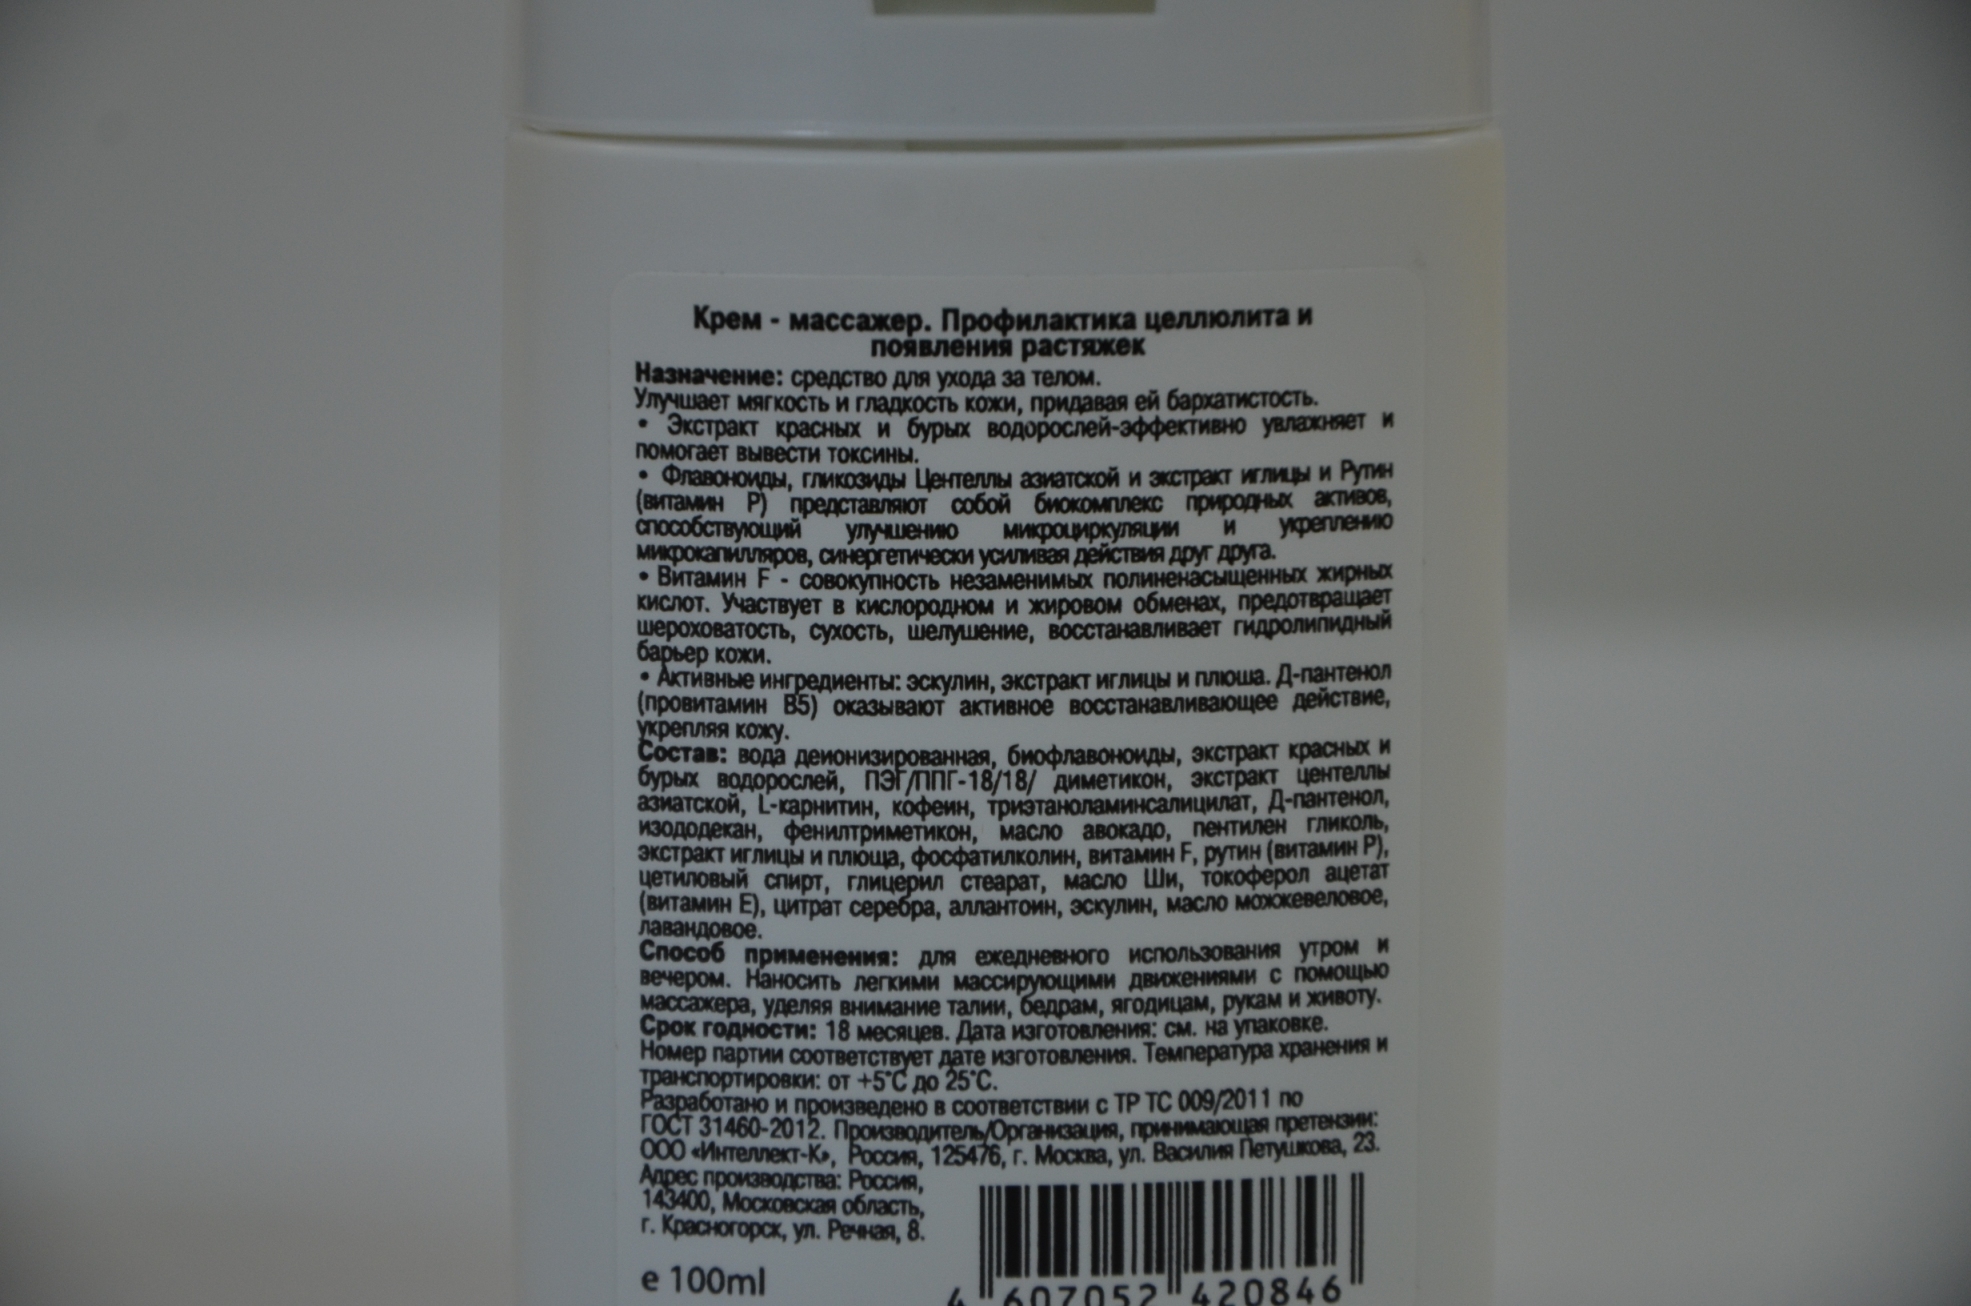 Крем - массажер. Профилактика целлюлита и
появления растяжек
Назначение: средство для ухода за телом.
Улучшает мягкость и гладкость кожи, придавая ей бархатистость.
• Экстракт красных и бурых водорослей-эффективно увлажняет и
помогает вывести токсины.
• Флавоноиды, гликозиды Центеллы азиатской и экстракт иглицы и Рутин
(витамин Р) представляют собой биокомплекс природных активов,
способствующий улучшению микроциркуляции и укреплению
микрокапилляров, синергетически усиливая действия друг друга.
• Витамин F - совокупность незаменимых полиненасыщенных жирных
кислот. Участвует в кислородном и жировом обменах, предотвращает
шероховатость, сухость, шелушение, восстанавливает гидролипидный
барьер кожи.
• Активные ингредиенты: эскулин, экстракт иглицы и плюша. Д-пантенол
(провитамин В5) оказывают активное восстанавливающее действие,
укрепляя кожу.
Состав: вода деионизированная, биофлавоноиды, экстракт красных и
бурых водорослей, ПЭГ/ППГ-18/18/ диметикон, экстракт центеллы
азиатской, L-карнитин, кофеин, триэтаноламинсалицилат, Д-пантенол,
изододекан, фенилтриметикон, масло авокадо, пентилен гликоль,
экстракт иглицы и плюща, фосфатилколин, витамин F, рутин (витамин Р),
цетиловый спирт, глицерил стеарат, масло Ши, токоферол ацетат
(витамин Е), цитрат серебра, аллантоин, эскулин, масло можжевеловое,
лавандовое.
Способ применения: для ежедневного использования утром и
вечером. Наносить легкими массирующими движениями с помощью
массажера, уделяя внимание талии, бедрам, ягодицам, рукам и животу.
Срок годности: 18 месяцев. Дата изготовления: см. на упаковке.
Номер партии соответствует дате изготовления. Температура хранения и
транспортировки: от +5°С до 25°С.
Разработано и произведено в соответствии с ТР ТС 009/2011 по
ГОСТ 31460-2012. Производитель/Организация, принимающая претензии:
ООО «Интеллект-К», Россия, 125476, г. Москва, ул. Василия Петушкова, 23.
Адрес производства: Россия,
143400, Московская область,
г. Красногорск, ул. Речная, 8.
e 100ml
4 607052 420846